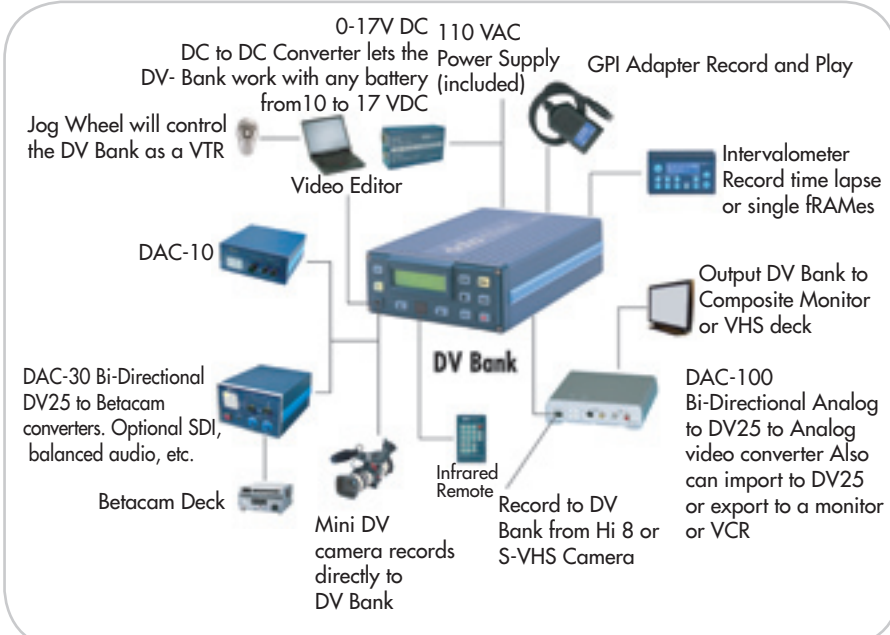 0-17V DC
DC to DC Converter lets the
DV- Bank work with any battery
from10 to 17 VDC
110 VAC
Power Supply
(included)
GPI Adapter Record and Play
Jog Wheel will control
the DV Bank as a VTR
Video Editor
Intervalometer
Record time lapse
or single fRAMes
DAC-10
Output DV Bank to
Composite Monitor
or VHS deck
DV Bank
DAC-30 Bi-Directional
DV25 to Betacam
converters. Optional SDI,
balanced audio, etc.
Betacam Deck
Mini DV
camera records
directly to
DV Bank
Infrared
Remote
Record to DV
Bank from Hi 8 or
S-VHS Camera
DAC-100
Bi-Directional Analog
to DV25 to Analog
video converter Also
can import to DV25
or export to a monitor
or VCR